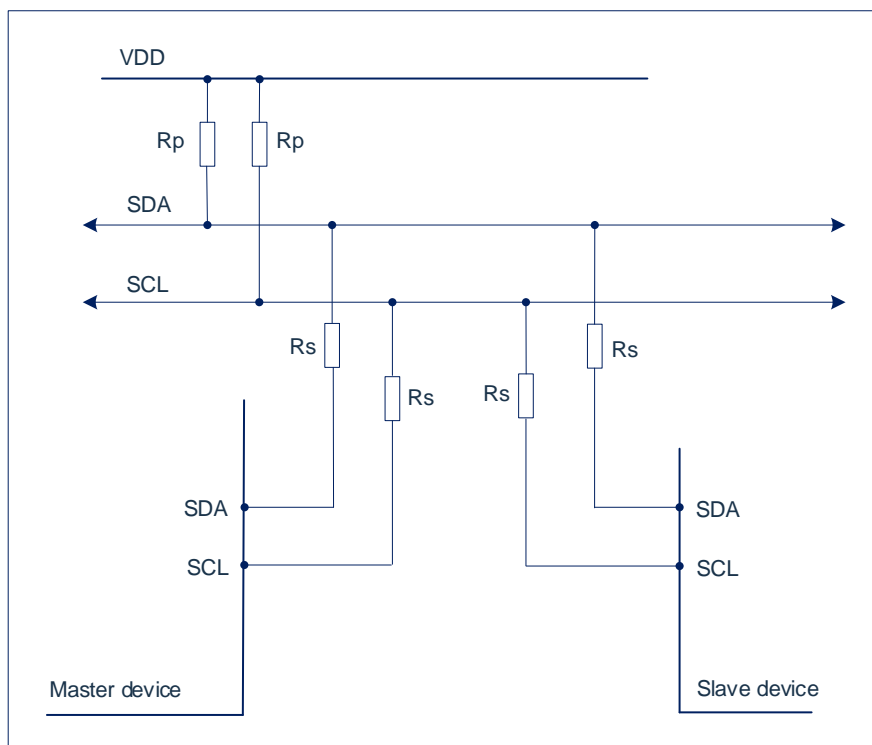 VDD
Rp
Rp
SDA
SCL
Rs
Rs
Rs
Rs
SDA
SDA
SCL
SCL
Master device
Slave device